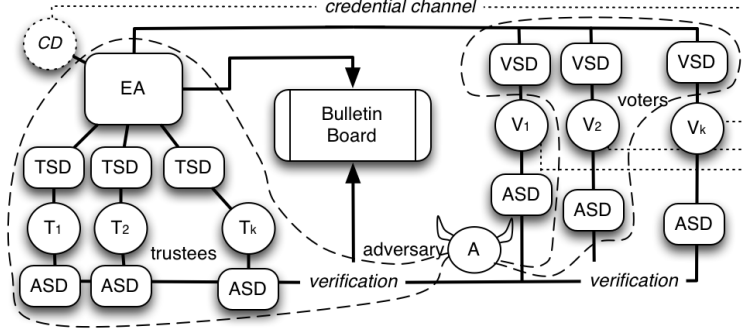 credential channel
CD
EA
Bulletin
Board
VSD
VSD
VSD
voters
V1
V2
Vk
TSD
TSD
TSD
ASD
ASD
ASD
T1
T2
Tk
trustees
adversary
A
ASD
ASD
ASD
verification
verification